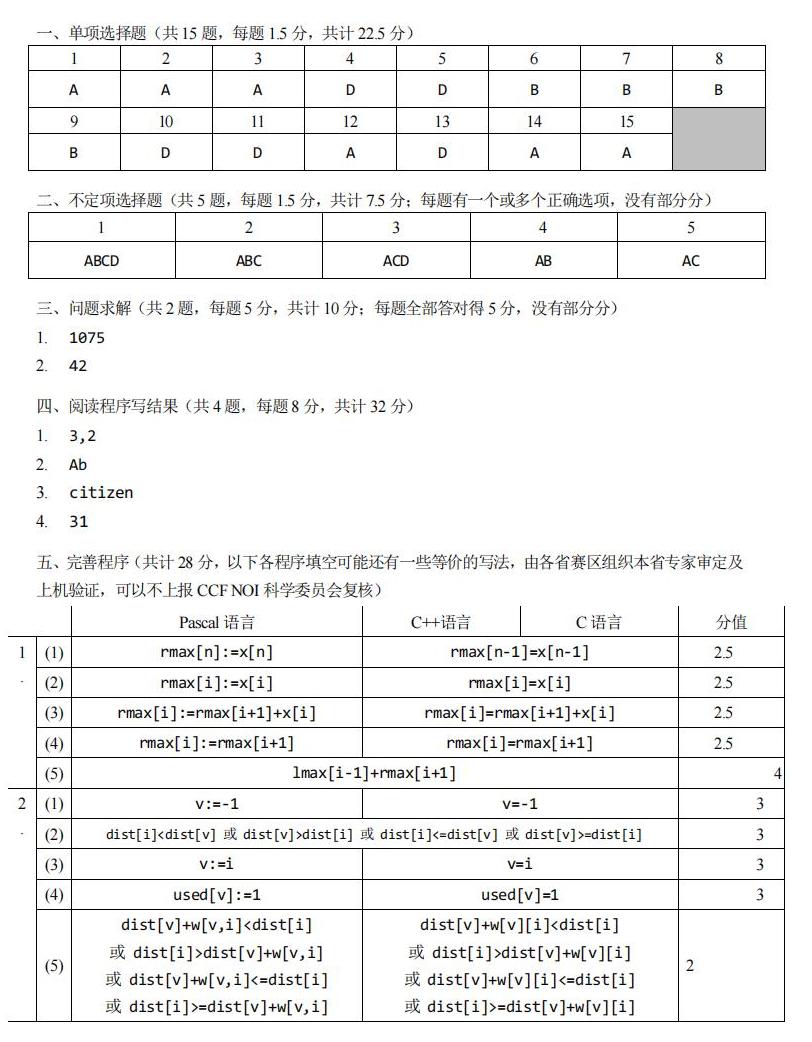 一、单项选择题（共 15 题，每题 1.5 分，共计 22.5 分）
1 2 3 4 5 6 7 8
A A A D D B B B
9 10 11 12 13 14 15
B D D A D A A
二、不定项选择题（共 5 题，每题 1.5 分，共计 7.5 分；每题有一个或多个正确选项，没有部分分）
1 2 3 4 5
ABCD ABC ACD AB AC
三、问题求解（共 2 题，每题 5 分，共计 10 分；每题全部答对得 5 分，没有部分分）
1. 1075
2. 42
四、阅读程序写结果（共 4 题，每题 8 分，共计 32 分）
1. 3,2
2. Ab
3. citizen
4. 31
五、完善程序（共计 28 分，以下各程序填空可能还有一些等价的写法，由各省赛区组织本省专家审定及
上机验证，可以不上报 CCF NOI 科学委员会复核）
Pascal 语言 C++语言 C 语言 分值
1 (1) rmax[n]:=x[n] rmax[n-1]=x[n-1] 2.5
. (2) rmax[i]:=x[i] rmax[i]=x[i] 2.5
(3) rmax[i]:=rmax[i+1]+x[i] rmax[i]=rmax[i+1]+x[i] 2.5
(4) rmax[i]:=rmax[i+1] rmax[i]=rmax[i+1] 2.5
(5) lmax[i-1]+rmax[i+1] 4
2 (1) v:=-1 v=-1 3
. (2) dist[i]<dist[v] 或 dist[v]>dist[i] 或 dist[i]<=dist[v] 或 dist[v]>=dist[i] 3
(3) v:=i v=i 3
(4) used[v]:=1 used[v]=1 3
dist[v]+w[v,i]<dist[i] dist[v]+w[v][i]<dist[i]
或 dist[i]>dist[v]+w[v,i] 或 dist[i]>dist[v]+w[v][i]
(5) 2
或 dist[v]+w[v,i]<=dist[i] 或 dist[v]+w[v][i]<=dist[i]
或 dist[i]>=dist[v]+w[v,i] 或 dist[i]>=dist[v]+w[v][i]